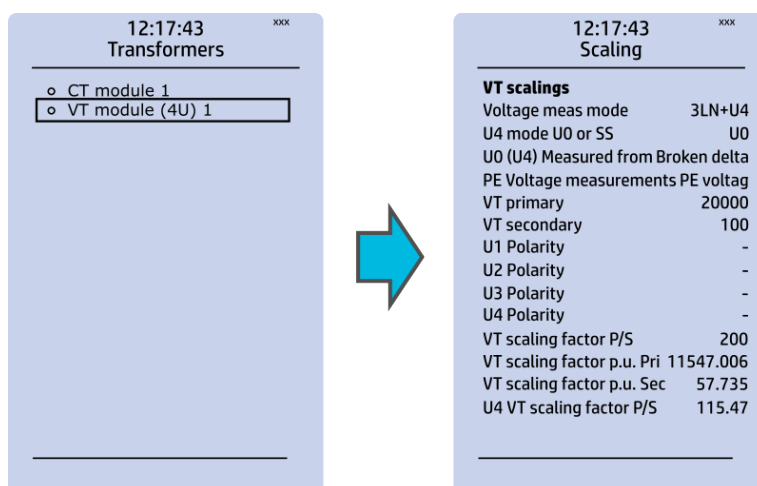 12:17:43 xxx
Transformers
CT module 1
VT module (4U) 1
12:17:43 xxx
Scaling
VT scalings
Voltage meas mode 3LN+U4
U4 mode U0 or SS U0
U0 (U4) Measured from Broken delta
PE Voltage measurements PE voltag
VT primary 20000
VT secondary 100
U1 Polarity -
U2 Polarity -
U3 Polarity -
U4 Polarity -
VT scaling factor P/S 200
VT scaling factor p.u. Pri 11547.006
VT scaling factor p.u. Sec 57.735
U4 VT scaling factor P/S 115.47